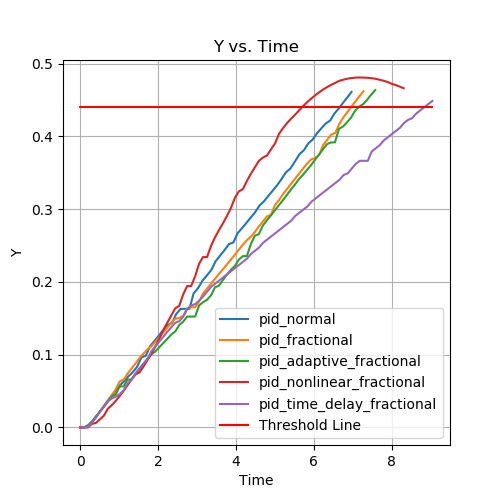 Y vs. Time
0.5
0.4
0.3
0.2
0.1
0.0
Y
pid_normal
pid_fractional
pid_adaptive_fractional
pid_nonlinear_fractional
pid_time_delay_fractional
Threshold Line
0 2 4 6 8
Time